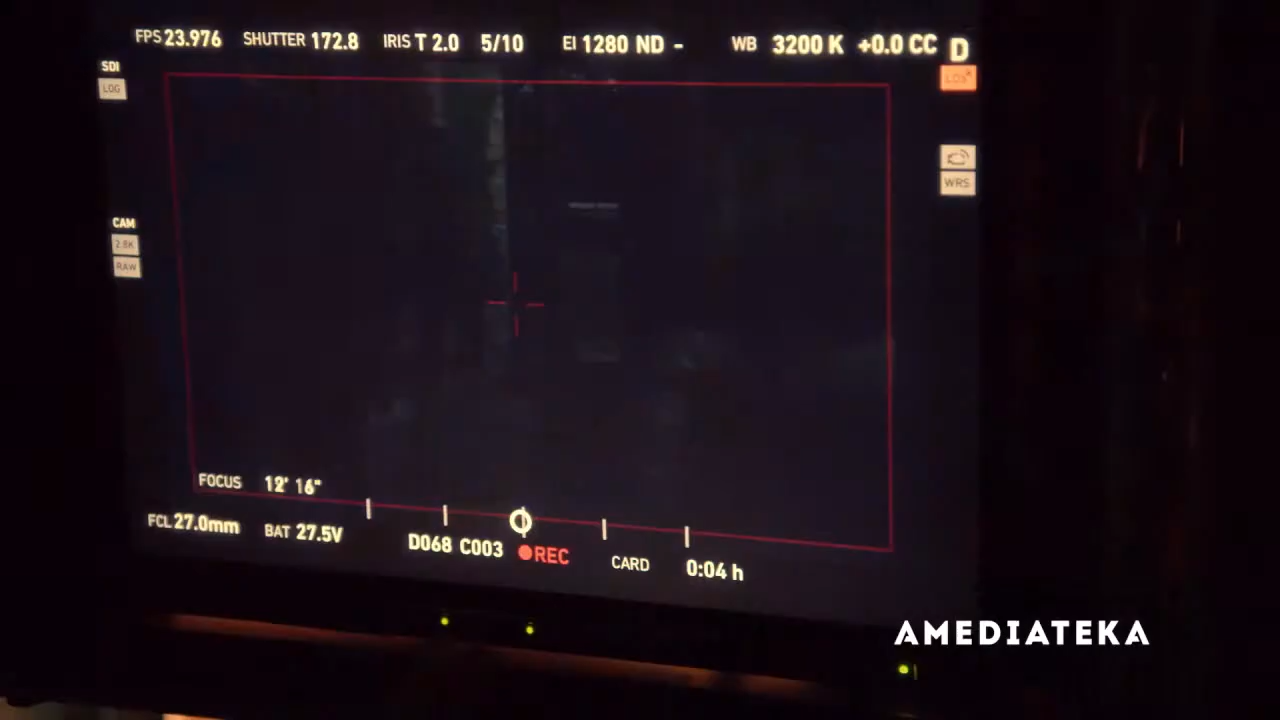 FPS 23.976 SHUTTER 172.8 IRIS T 2.0 5/10 EI 1280 ND - WB 3200 K +0.0 CC D
SDI
LOG
LDS
WRS
CAM
2.8K
RAW
FOCUS 12' 16"
FCL 27.0mm BAT 27.5V D068 C003 REC CARD 0:04 h
AMEDIATEKA